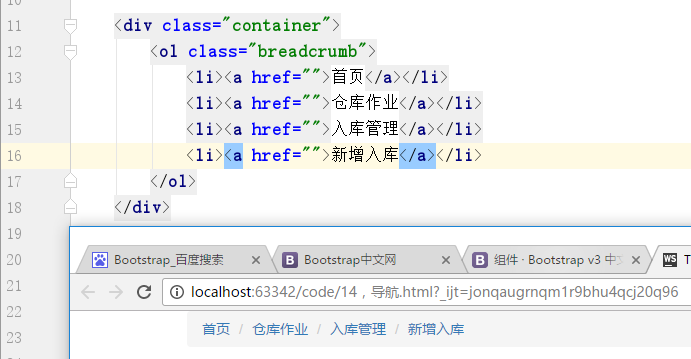 11 <div class="container">
12 <ol class="breadcrumb">
13 <li><a href="">首页</a></li>
14 <li><a href="">仓库作业</a></li>
15 <li><a href="">入库管理</a></li>
16 <li><a href="">新增入库</a></li>
17 </ol>
18 </div>
19
20 Bootstrap_百度搜索 Bootstrap中文网 组件 · Bootstrap v3 中文 WS T
21 localhost:63342/code/14，导航.html?_ijt=jonqaugrnqm1r9bhu4qcj20q96
22
23 首页 / 仓库作业 / 入库管理 / 新增入库